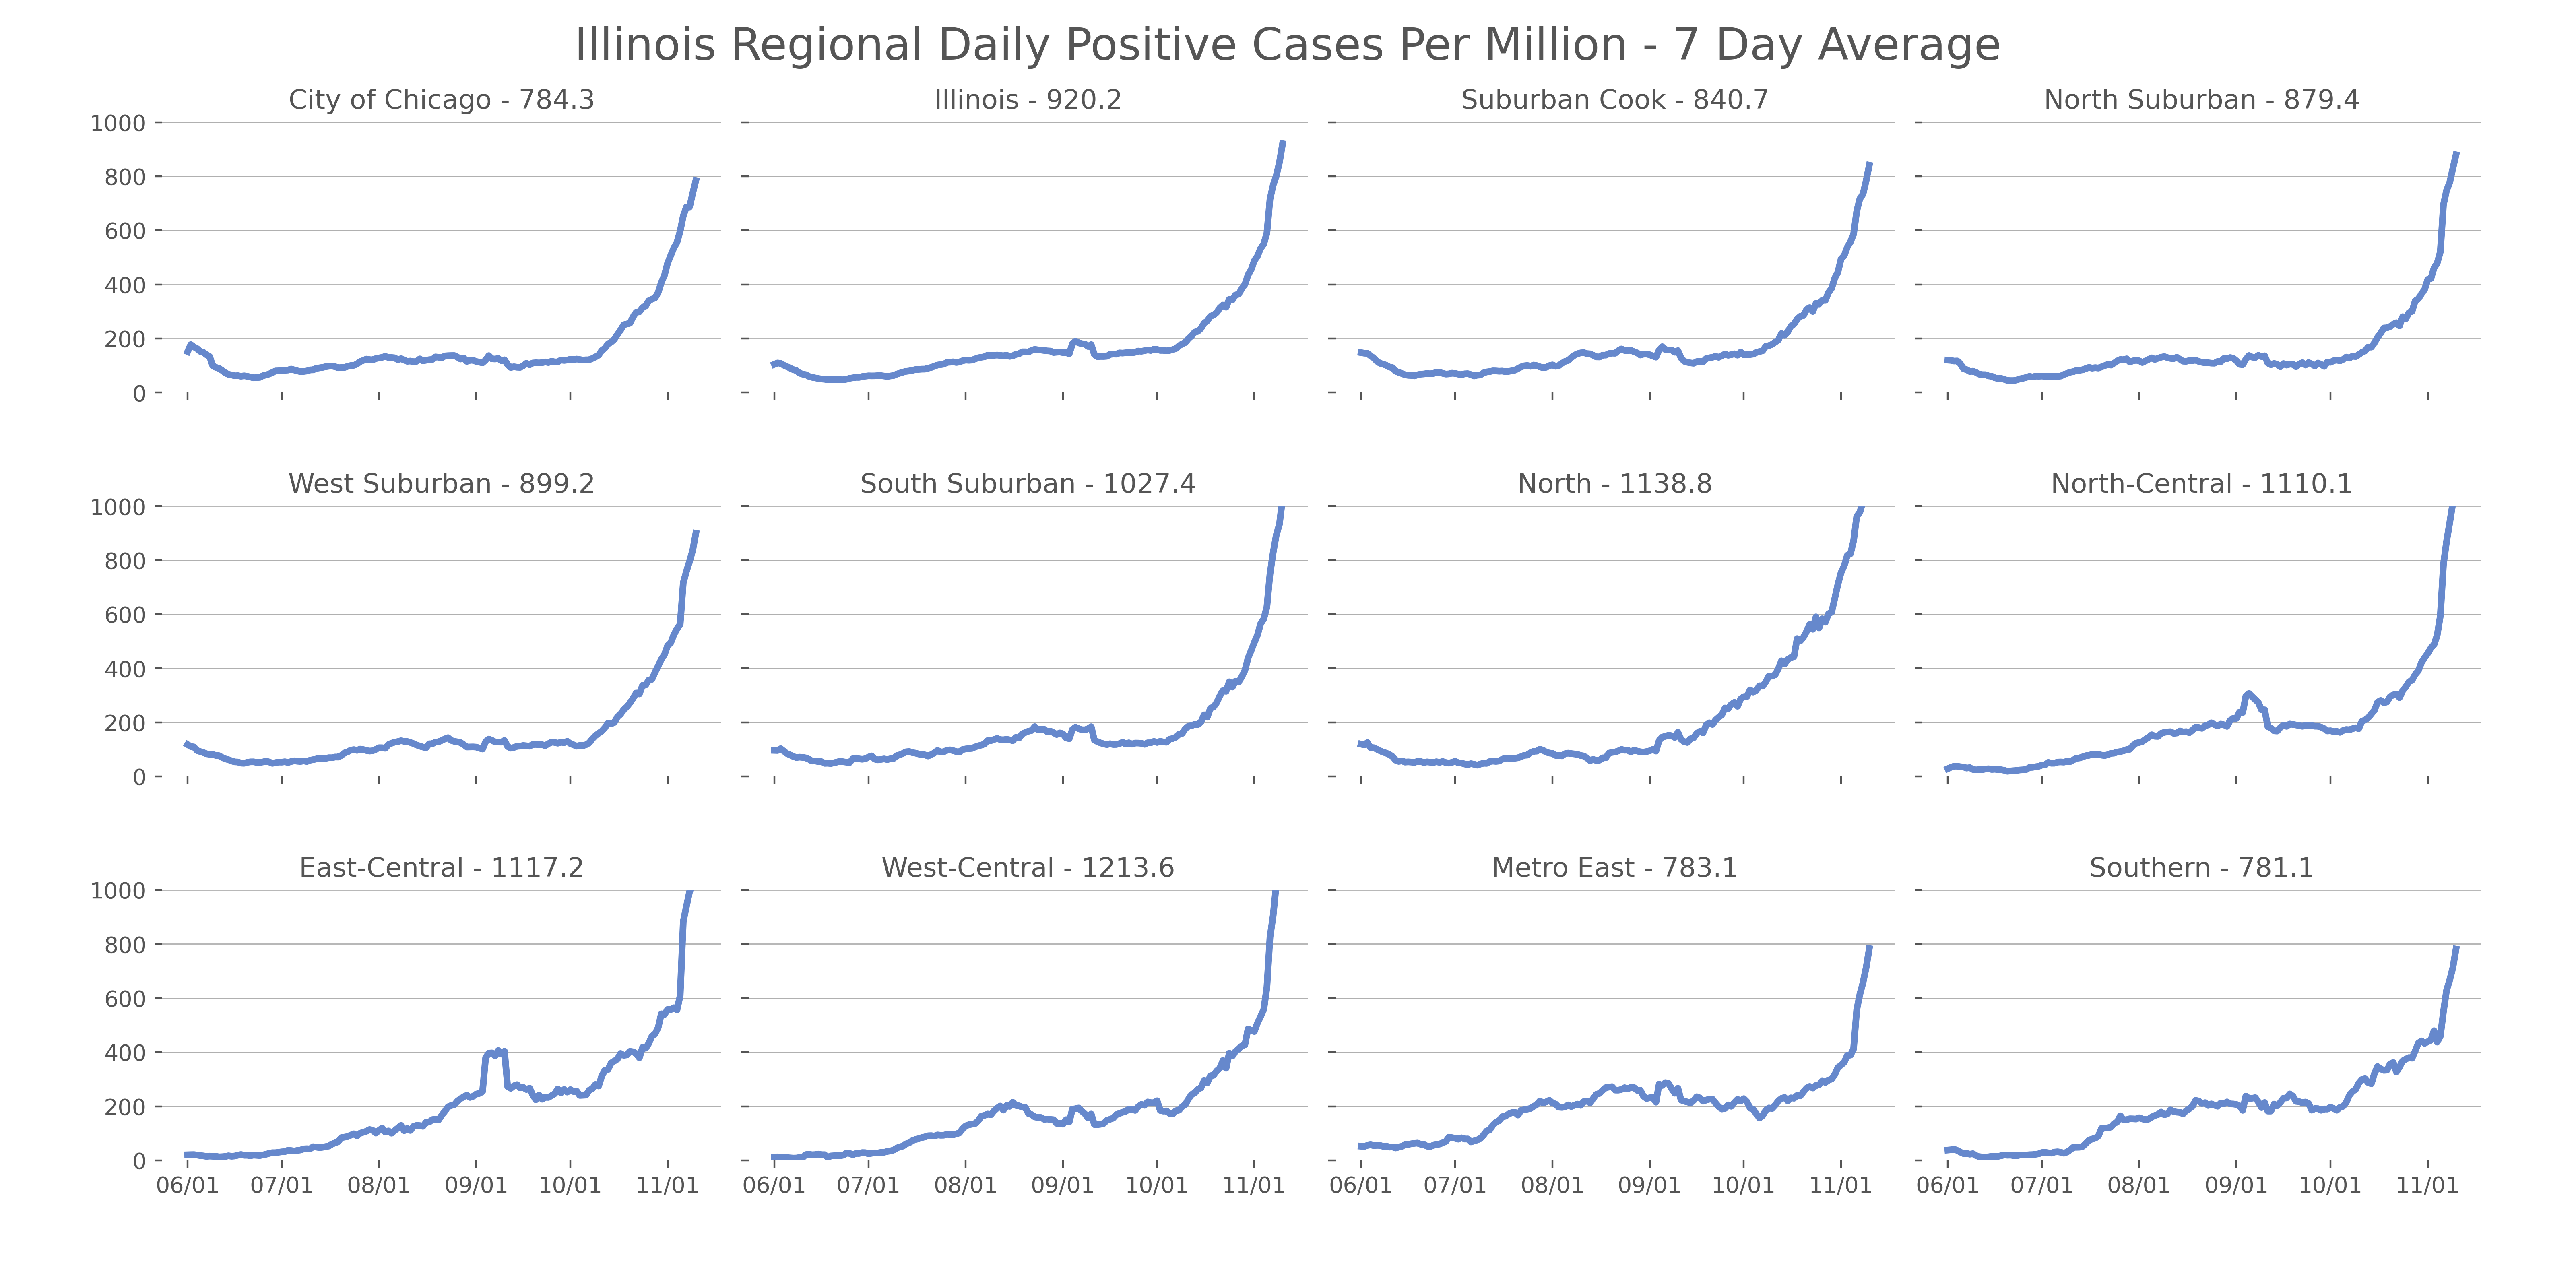 Illinois Regional Daily Positive Cases Per Million - 7 Day Average
City of Chicago - 784.3
Illinois - 920.2
Suburban Cook - 840.7
North Suburban - 879.4
1000
800
600
400
200
0
West Suburban - 899.2
South Suburban - 1027.4
North - 1138.8
North-Central - 1110.1
1000
800
600
400
200
0
East-Central - 1117.2
West-Central - 1213.6
Metro East - 783.1
Southern - 781.1
1000
800
600
400
200
0
06/01 07/01 08/01 09/01 10/01 11/01
06/01 07/01 08/01 09/01 10/01 11/01
06/01 07/01 08/01 09/01 10/01 11/01
06/01 07/01 08/01 09/01 10/01 11/01